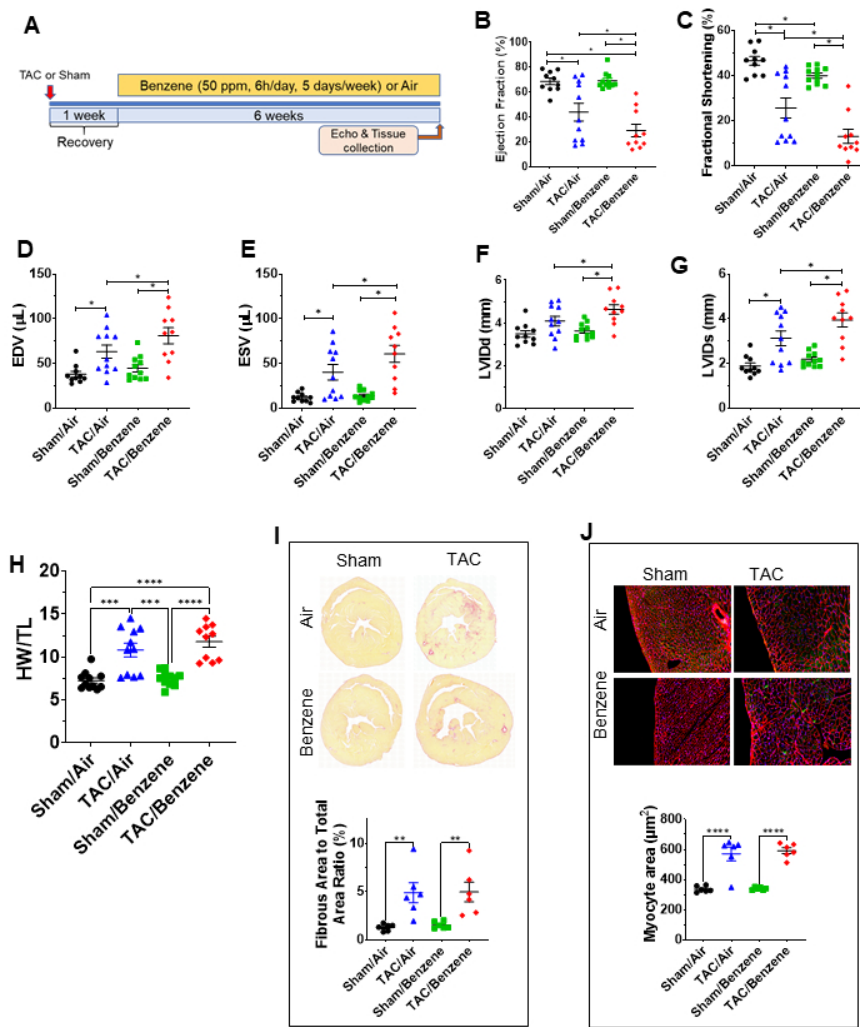 A
TAC or Sham
Benzene (50 ppm, 6h/day, 5 days/week) or Air
1 week
6 weeks
Recovery
Echo & Tissue
collection
B
Ejection Fraction (%)
100
80
60
40
20
0
* * * *
Sham/Air
TAC/Air
Sham/Benzene
TAC/Benzene
C
Fractional Shortening (%)
70
60
50
40
30
20
10
0
* * * *
Sham/Air
TAC/Air
Sham/Benzene
TAC/Benzene
D
EDV (µL)
150
100
50
0
* * *
Sham/Air
TAC/Air
Sham/Benzene
TAC/Benzene
E
ESV (µL)
150
100
50
0
* * *
Sham/Air
TAC/Air
Sham/Benzene
TAC/Benzene
F
LVIDd (mm)
6
4
2
0
* *
Sham/Air
TAC/Air
Sham/Benzene
TAC/Benzene
G
LVIDs (mm)
6
4
2
0
* * *
Sham/Air
TAC/Air
Sham/Benzene
TAC/Benzene
H
HW/TL
20
15
10
5
0
****
*** *** ****
Sham/Air
TAC/Air
Sham/Benzene
TAC/Benzene
I
Sham TAC
Air
Benzene
Fibrous Area to Total
Area Ratio (%)
10
5
0
** **
Sham/Air
TAC/Air
Sham/Benzene
TAC/Benzene
J
Sham TAC
Air
Benzene
Myocyte area (µm²)
800
600
400
200
0
**** ****
Sham/Air
TAC/Air
Sham/Benzene
TAC/Benzene